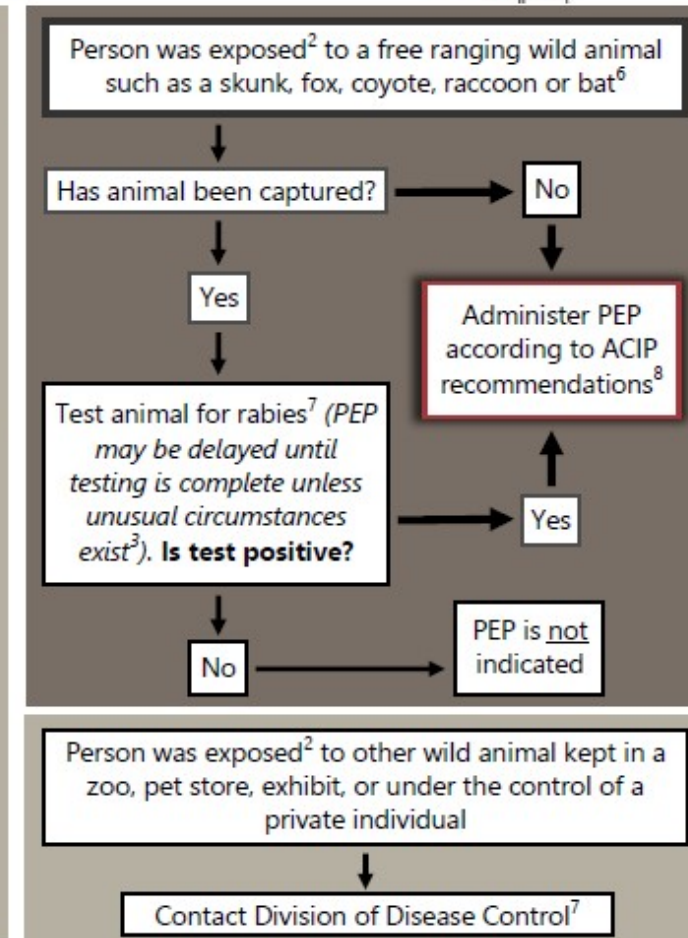 Person was exposed² to a free ranging wild animal
such as a skunk, fox, coyote, raccoon or bat⁶
Has animal been captured?
No
Yes
Administer PEP
according to ACIP
recommendations⁸
Test animal for rabies⁷ (PEP
may be delayed until
testing is complete unless
unusual circumstances
exist³). Is test positive?
Yes
No
PEP is not
indicated
Person was exposed² to other wild animal kept in a
zoo, pet store, exhibit, or under the control of a
private individual
Contact Division of Disease Control⁷